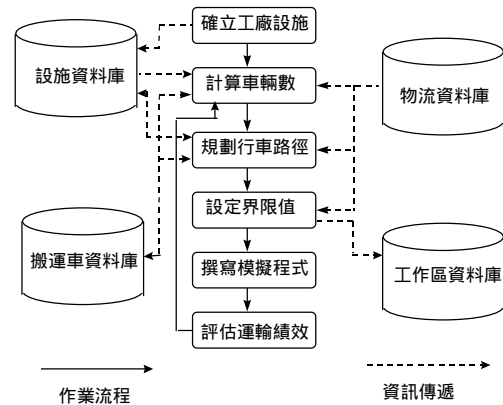 確立工廠設施
設施資料庫
計算車輛數
物流資料庫
規劃行車路徑
設定界限值
搬運車資料庫
撰寫模擬程式
工作區資料庫
評估運輸績效
作業流程
資訊傳遞